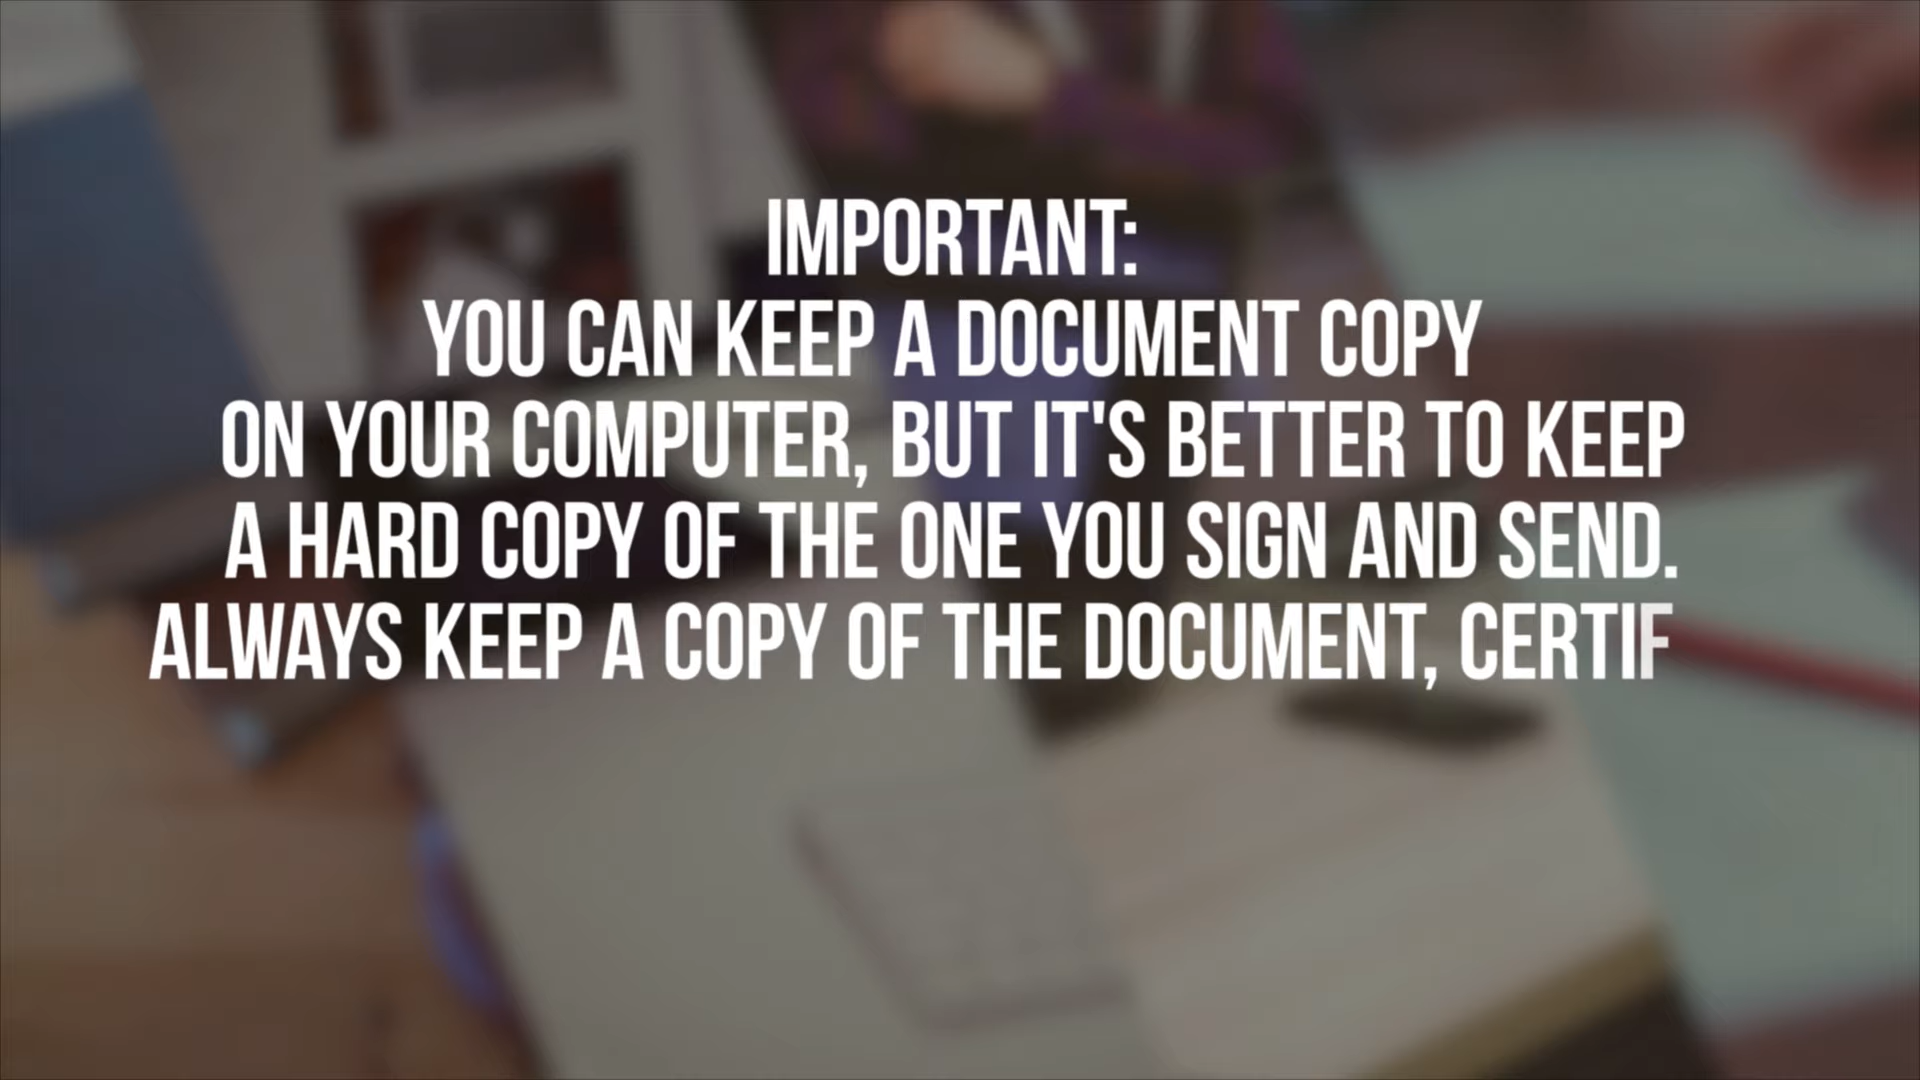 IMPORTANT:
YOU CAN KEEP A DOCUMENT COPY
ON YOUR COMPUTER, BUT IT'S BETTER TO KEEP
A HARD COPY OF THE ONE YOU SIGN AND SEND.
ALWAYS KEEP A COPY OF THE DOCUMENT, CERTIF